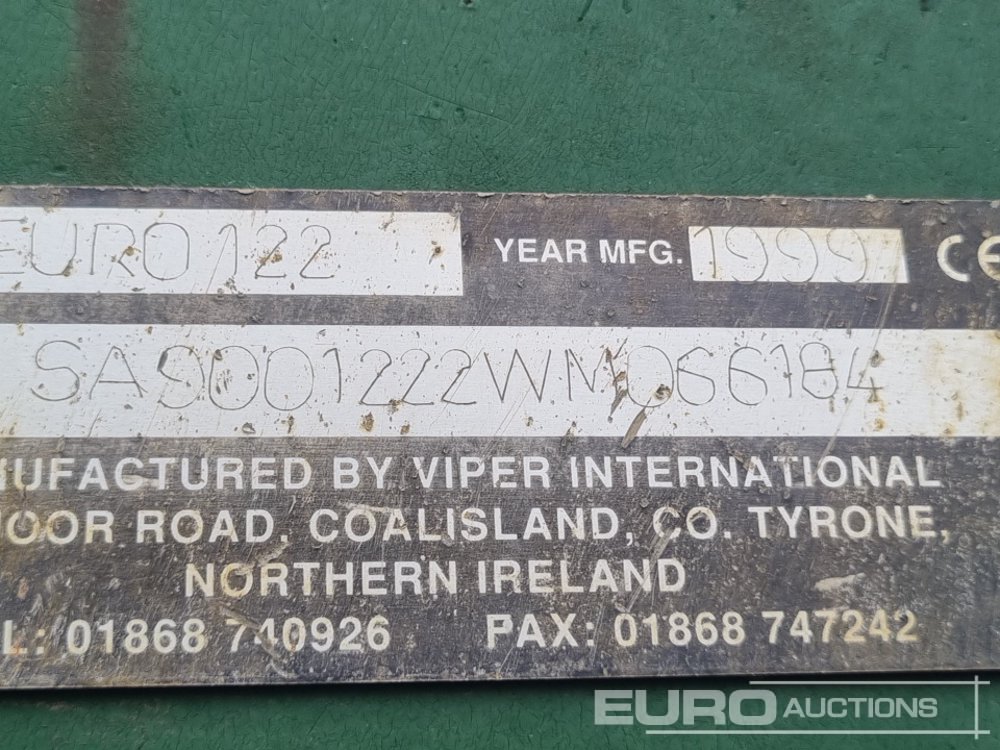 EURO 122 YEAR MFG. 1999 CE
SA9001222WM066184
NUFACTURED BY VIPER INTERNATIONAL
OOR ROAD, COALISLAND, CO. TYRONE,
NORTHERN IRELAND
L: 01868 740926 PAX: 01868 747242
EURO AUCTIONS